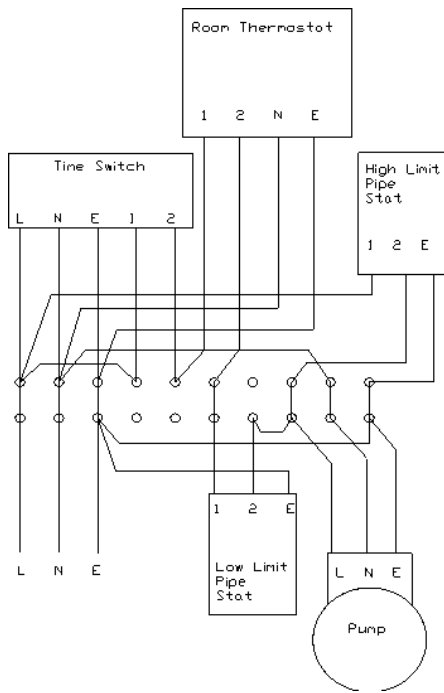 Room Thermostat
1 2 N E
Time Switch
L N E 1 2
High Limit
Pipe
Stat
1 2 E
1 2 E
Low Limit
Pipe
Stat
L N E
L N E
Pump